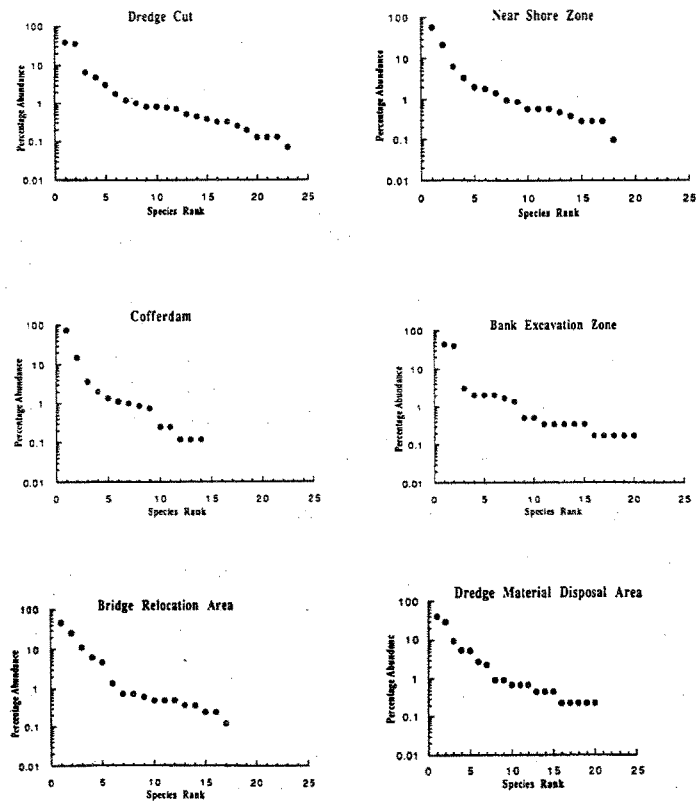 Dredge Cut
Percentage Abundance
100
10
1
0.1
0.01
0 5 10 15 20 25
Species Rank
Near Shore Zone
Percentage Abundance
100
10
1
0.1
0.01
0 5 10 15 20 25
Species Rank
Cofferdam
Percentage Abundance
100
10
1
0.1
0.01
0 5 10 15 20 25
Species Rank
Bank Excavation Zone
Percentage Abundance
100
10
1
0.1
0.01
0 5 10 15 20 25
Species Rank
Bridge Relocation Area
Percentage Abundance
100
10
1
0.1
0.01
0 5 10 15 20 25
Species Rank
Dredge Material Disposal Area
Percentage Abundance
100
10
1
0.1
0.01
0 5 10 15 20 25
Species Rank